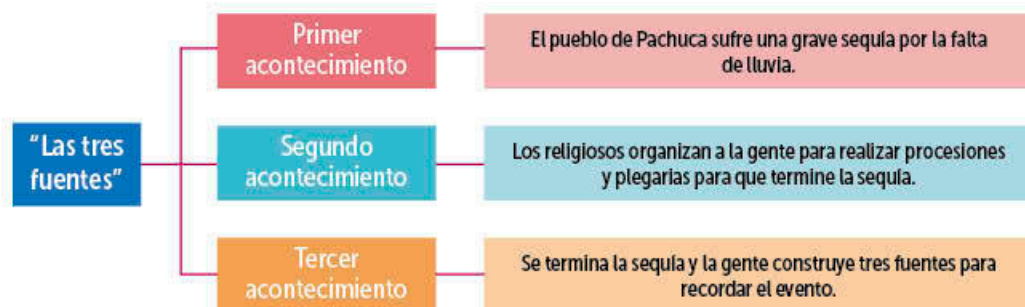 "Las tres
fuentes"
Primer
acontecimiento
El pueblo de Pachuca sufre una grave sequía por la falta
de lluvia.
Segundo
acontecimiento
Los religiosos organizan a la gente para realizar procesiones
y plegarias para que termine la sequía.
Tercer
acontecimiento
Se termina la sequía y la gente construye tres fuentes para
recordar el evento.